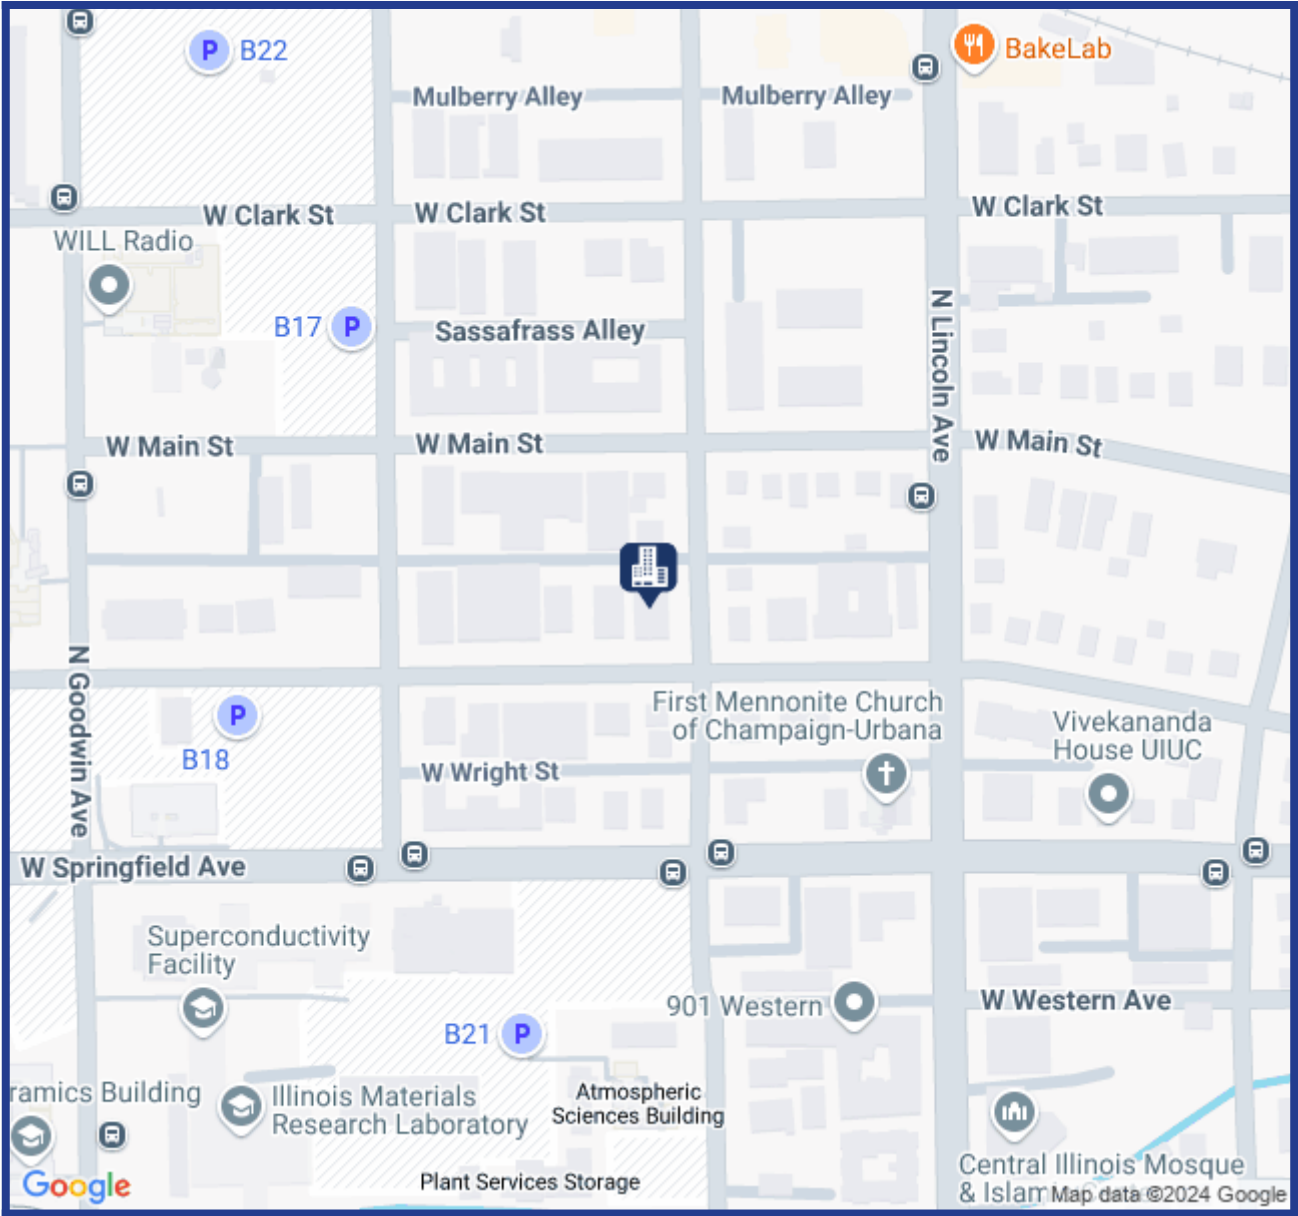 P B22
BakeLab
Mulberry Alley
Mulberry Alley
W Clark St
W Clark St
W Clark St
WILL Radio
B17 P
Sassafrass Alley
N Lincoln Ave
W Main St
W Main St
W Main St
N Goodwin Ave
P
B18
First Mennonite Church
of Champaign-Urbana
Vivekananda
House UIUC
W Wright St
W Springfield Ave
Superconductivity
Facility
901 Western
W Western Ave
B21 P
ramics Building
Illinois Materials
Research Laboratory
Atmospheric
Sciences Building
Plant Services Storage
Central Illinois Mosque
& Islam
Google
Map data ©2024 Google